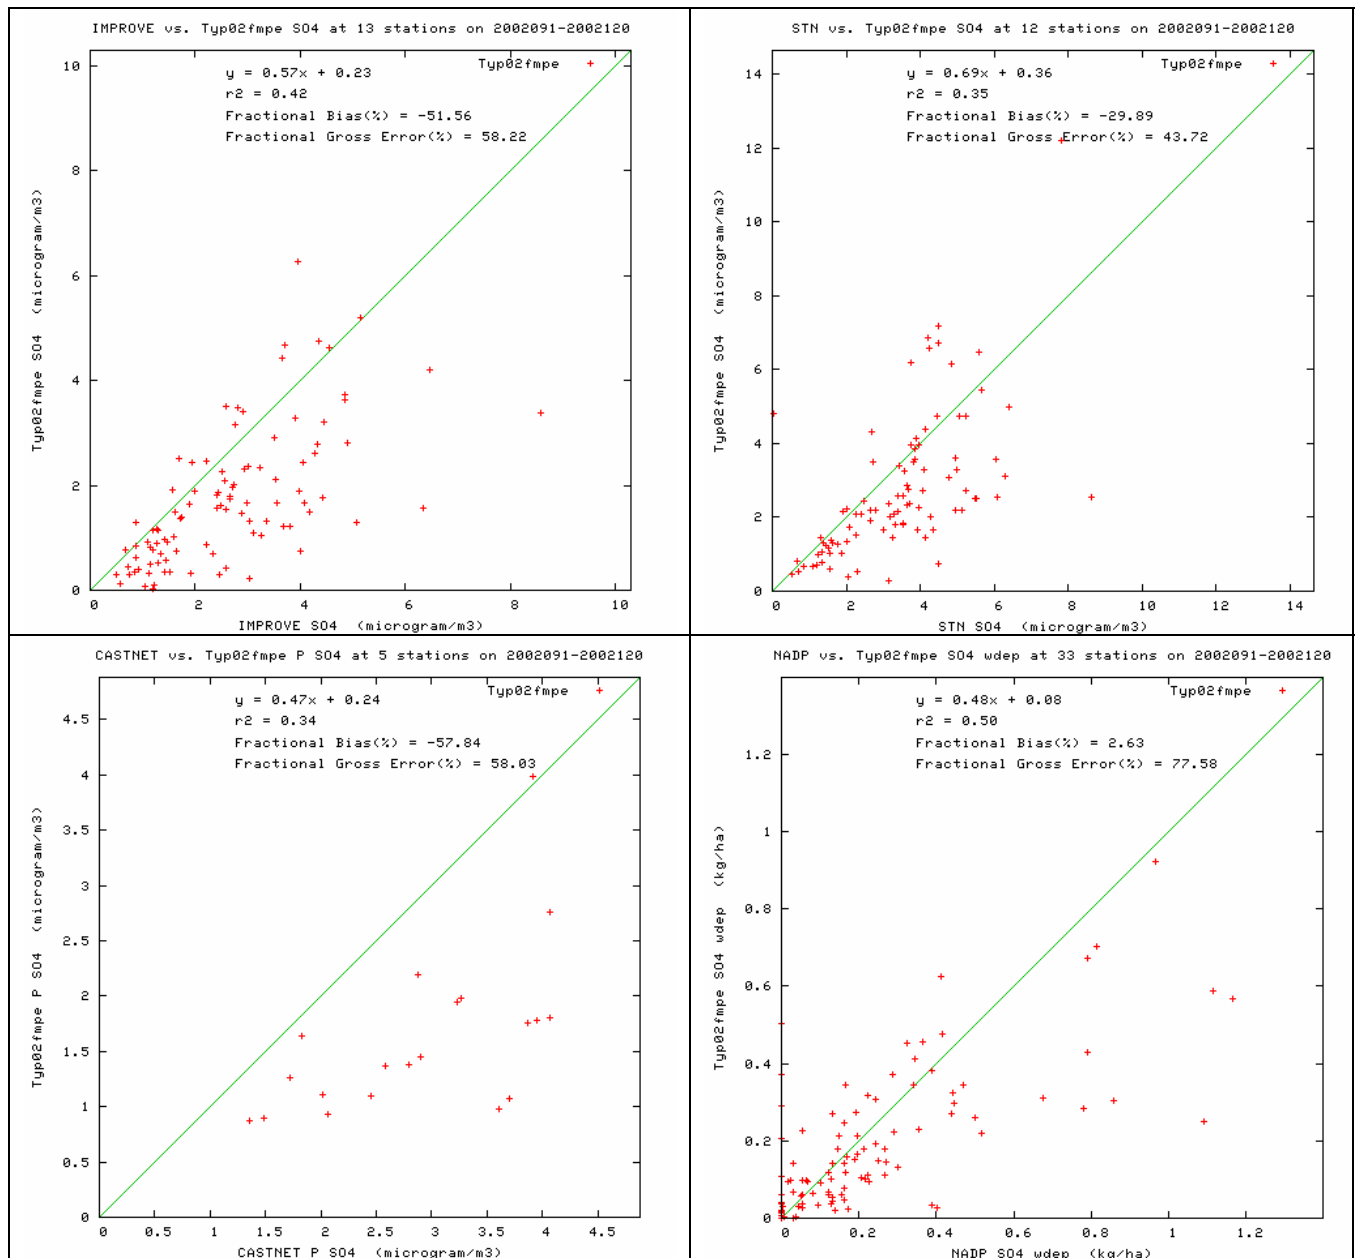 IMPROVE vs. Typ02fmpe SO4 at 13 stations on 2002091-2002120
Typ02fmpe
y = 0.57x + 0.23
r2 = 0.42
Fractional Bias(%) = -51.56
Fractional Gross Error(%) = 58.22
10
8
6
4
2
0
Typ02fmpe SO4 (microgram/m3)
0 2 4 6 8 10
IMPROVE SO4 (microgram/m3)
STN vs. Typ02fmpe SO4 at 12 stations on 2002091-2002120
Typ02fmpe
y = 0.69x + 0.36
r2 = 0.35
Fractional Bias(%) = -29.89
Fractional Gross Error(%) = 43.72
14
12
10
8
6
4
2
0
Typ02fmpe SO4 (microgram/m3)
0 2 4 6 8 10 12 14
STN SO4 (microgram/m3)
CASTNET vs. Typ02fmpe P SO4 at 5 stations on 2002091-2002120
Typ02fmpe
y = 0.47x + 0.24
r2 = 0.34
Fractional Bias(%) = -57.84
Fractional Gross Error(%) = 58.03
4.5
4
3.5
3
2.5
2
1.5
1
0.5
0
Typ02fmpe P SO4 (microgram/m3)
0 0.5 1 1.5 2 2.5 3 3.5 4 4.5
CASTNET P SO4 (microgram/m3)
NADP vs. Typ02fmpe SO4 wdep at 33 stations on 2002091-2002120
Typ02fmpe
y = 0.48x + 0.08
r2 = 0.50
Fractional Bias(%) = 2.63
Fractional Gross Error(%) = 77.58
1.2
1
0.8
0.6
0.4
0.2
0
Typ02fmpe SO4 wdep (kg/ha)
0 0.2 0.4 0.6 0.8 1 1.2
NADP SO4 wdep (kg/ha)